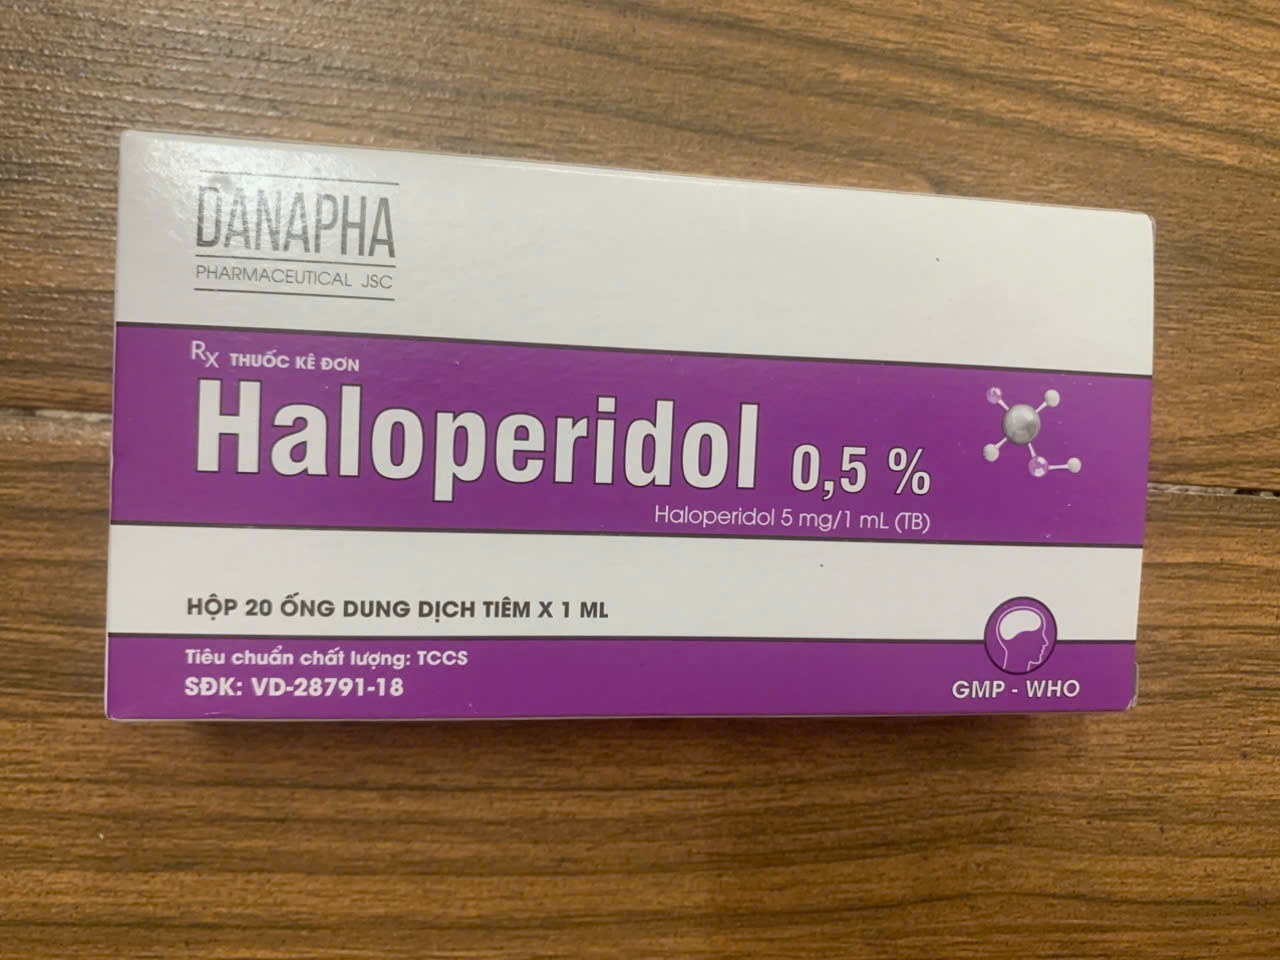 DANAPHA
PHARMACEUTICAL JSC
Rx THUỐC KÊ ĐƠN
Haloperidol 0,5 %
Haloperidol 5 mg/1 mL (TB)
HỘP 20 ỐNG DUNG DỊCH TIÊM X 1 ML
Tiêu chuẩn chất lượng: TCCS
SĐK: VD-28791-18
GMP - WHO